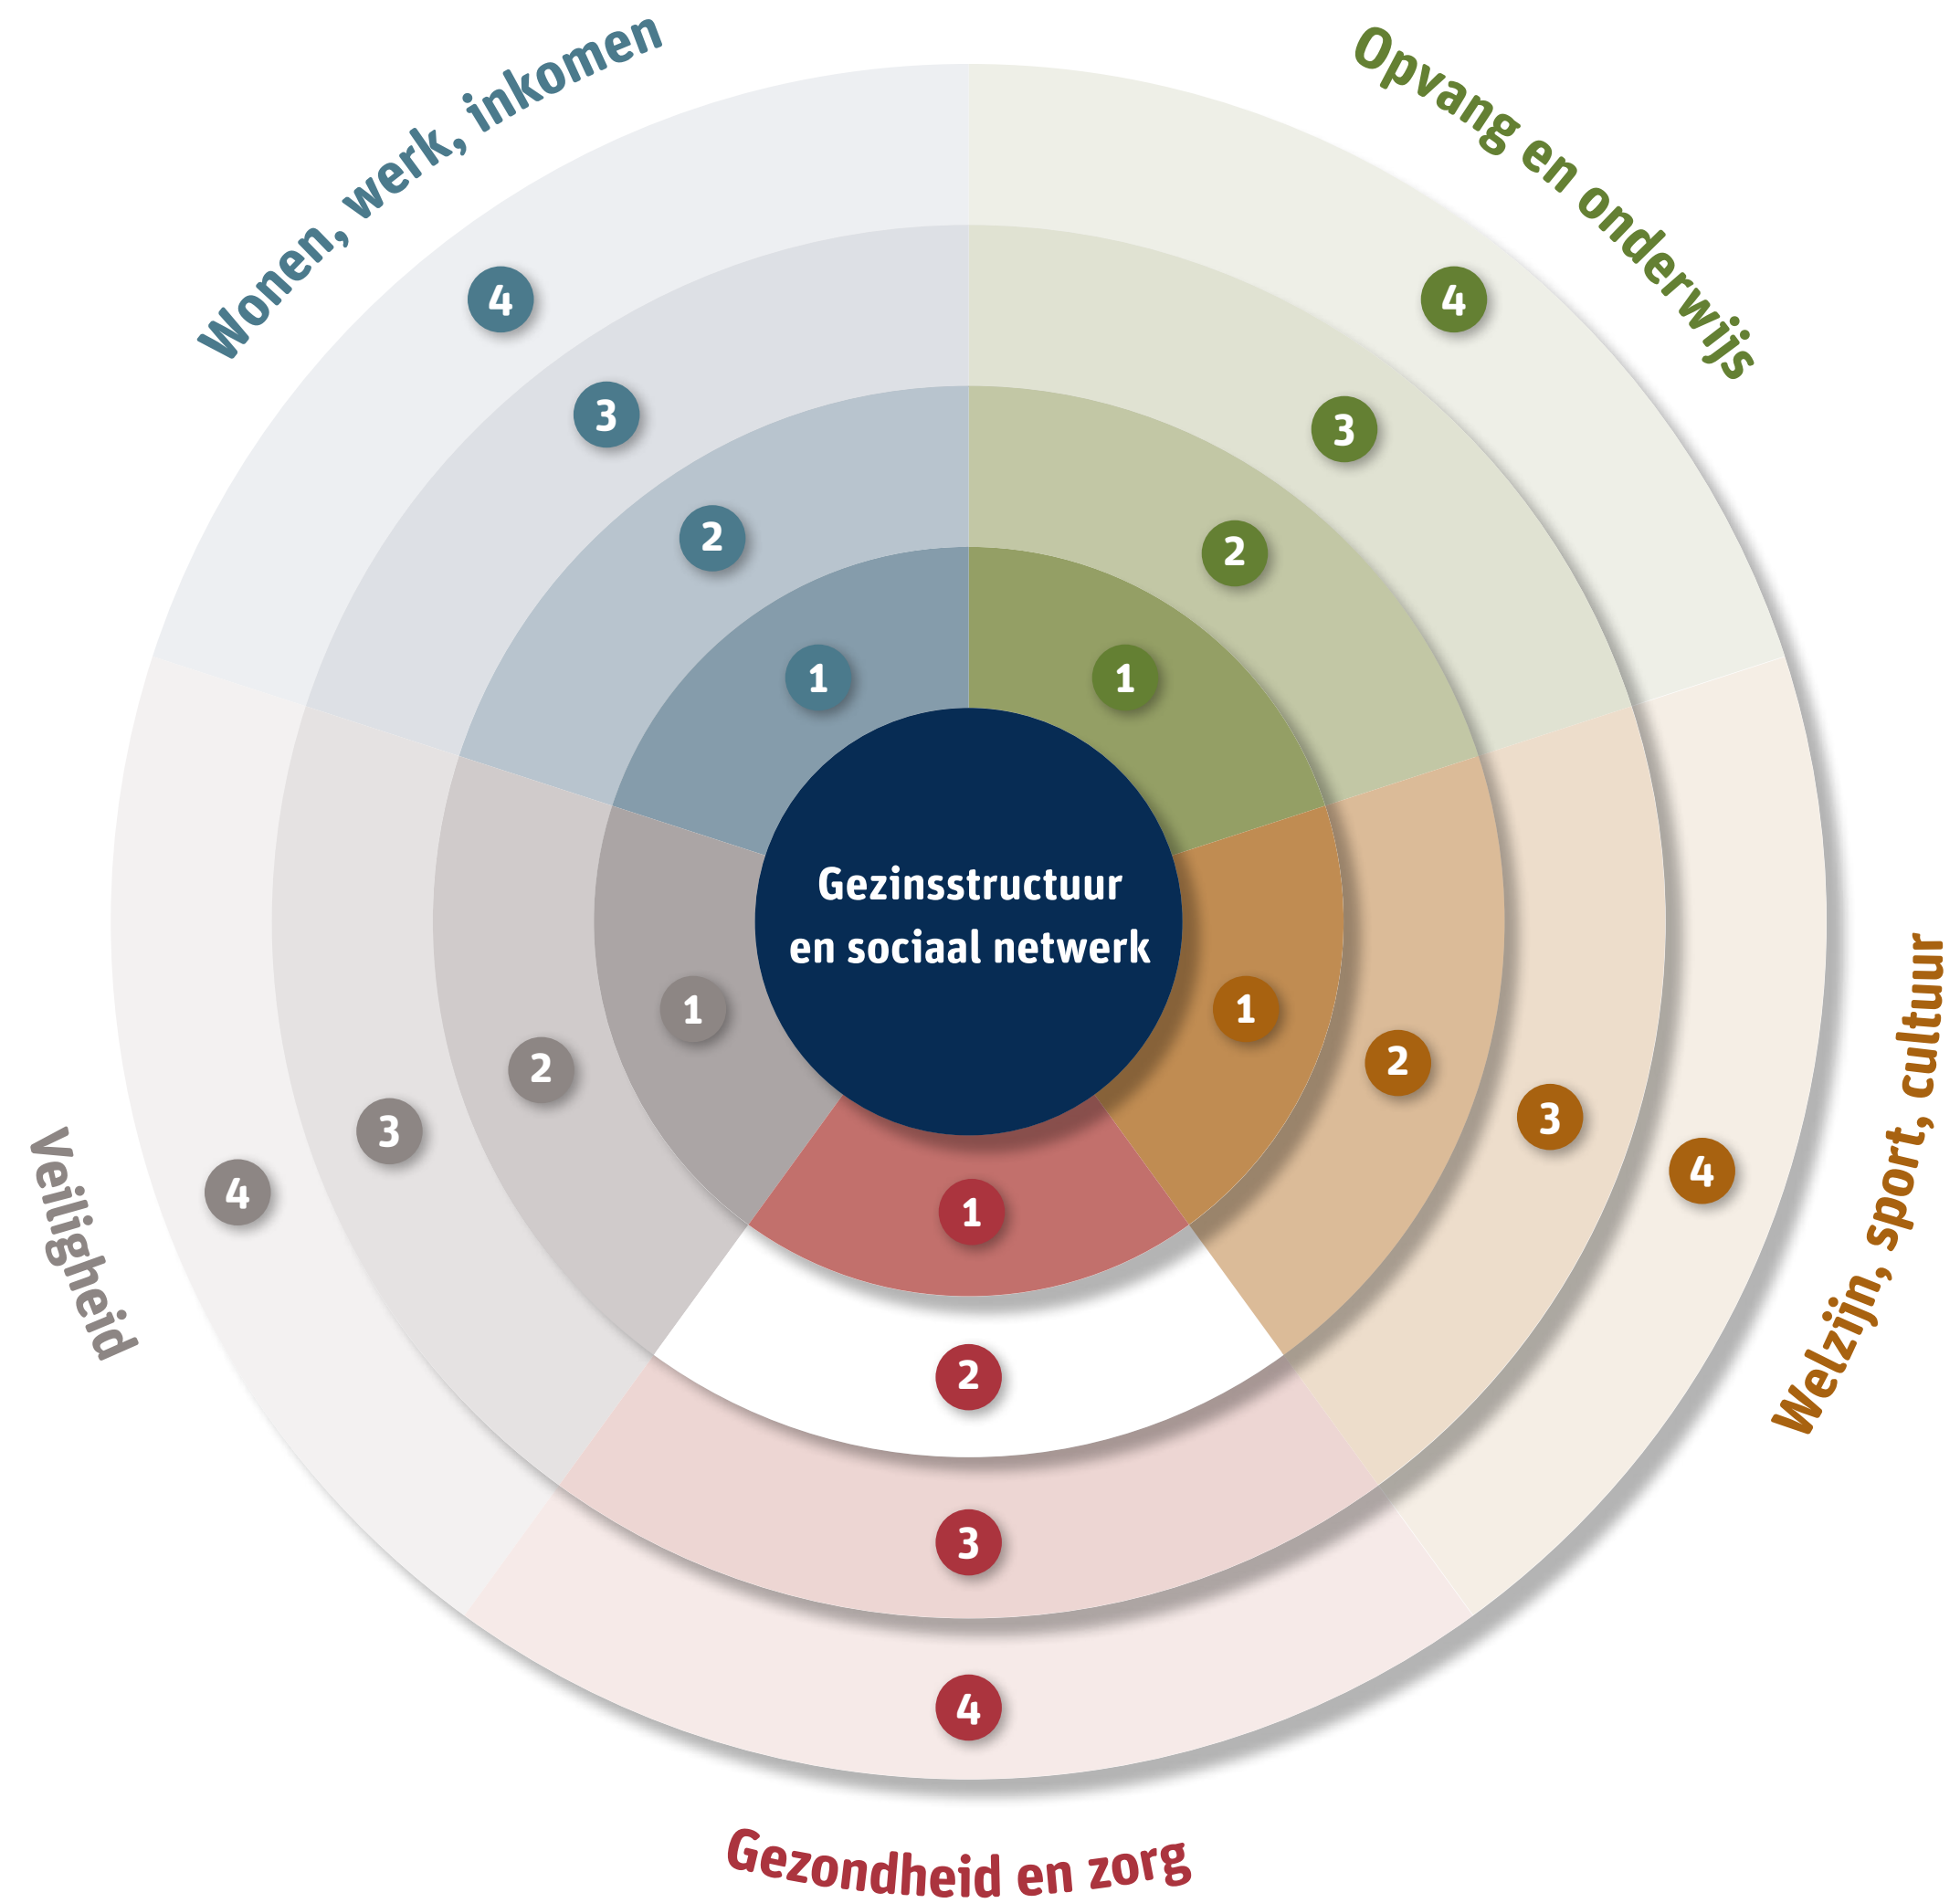 Wonen, werk, inkomen
Opvang en onderwijs
4
4
3
3
2
2
1
1
Gezinsstructuur
en sociaal netwerk
1
1
2
2
3
3
4
4
Veiligheid
Welzijn, sport, cultuur
1
2
3
4
Gezondheid en zorg